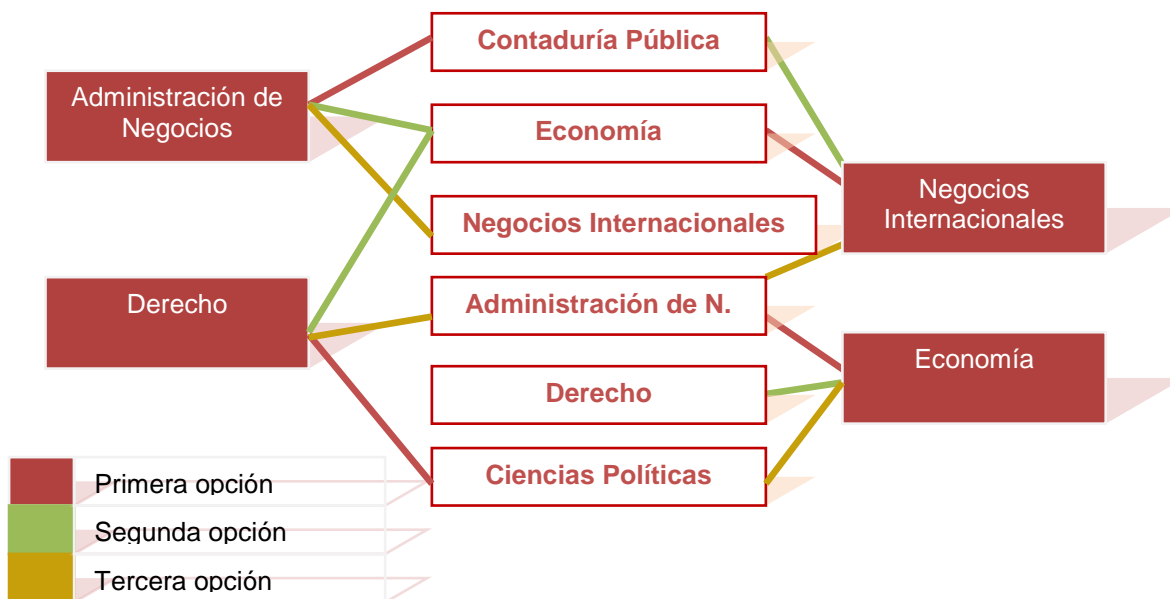 Contaduría Pública
Administración de
Negocios
Economía
Negocios
Internacionales
Negocios Internacionales
Derecho
Administración de N.
Economía
Derecho
Ciencias Políticas
Primera opción
Segunda opción
Tercera opción